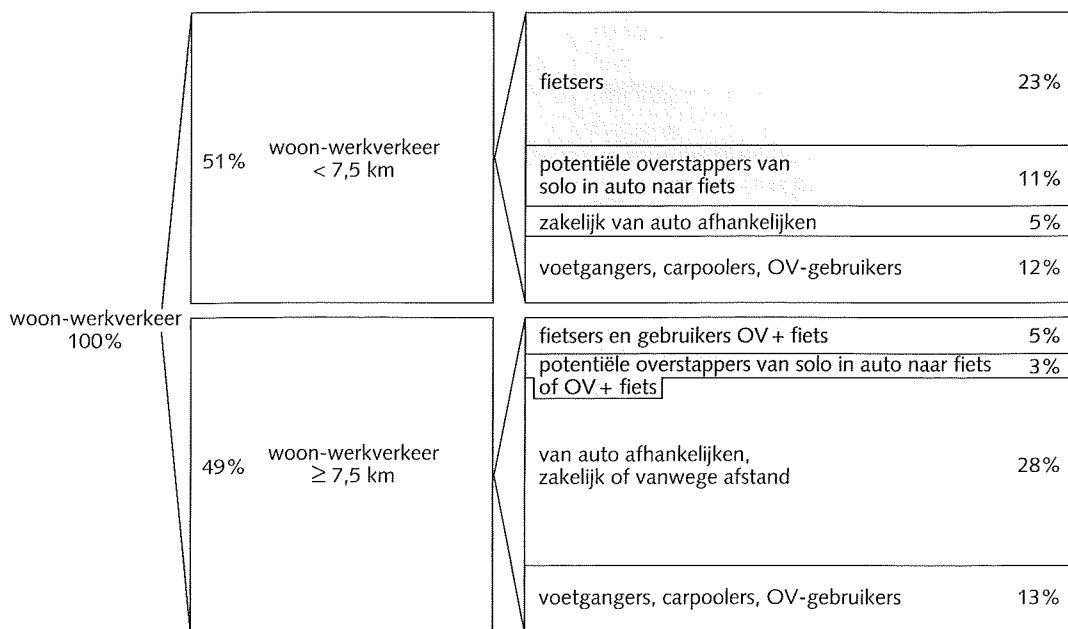 woon-werkverkeer
100%
51%
woon-werkverkeer
< 7,5 km
fietsers 23%
potentiële overstappers van
solo in auto naar fiets 11%
zakelijk van auto afhankelijken 5%
voetgangers, carpoolers, OV-gebruikers 12%
49%
woon-werkverkeer
≥ 7,5 km
fietsers en gebruikers OV + fiets 5%
potentiële overstappers van solo in auto naar fiets 3%
of OV + fiets
van auto afhankelijken,
zakelijk of vanwege afstand 28%
voetgangers, carpoolers, OV-gebruikers 13%